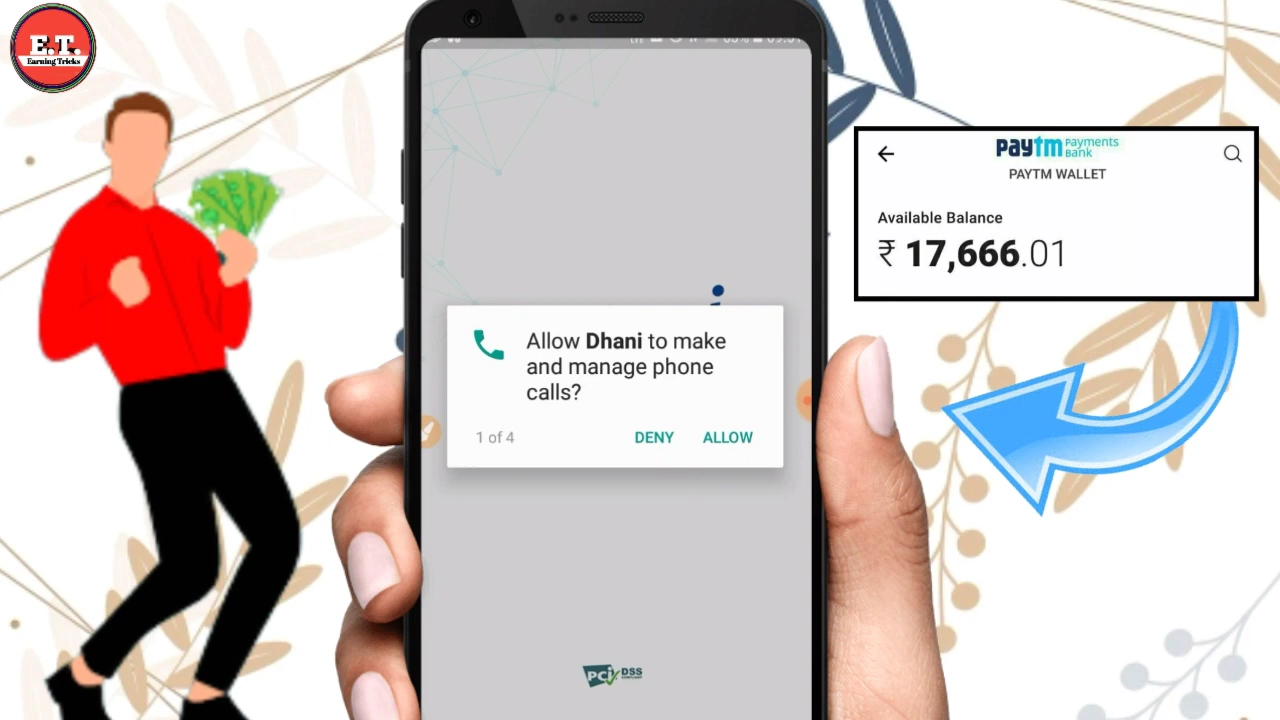 E.T.
Earning Tricks
Allow Dhani to make
and manage phone
calls?
1 of 4
DENY
ALLOW
PCi DSS
paytm Payments
Bank
PAYTM WALLET
Available Balance
₹ 17,666.01